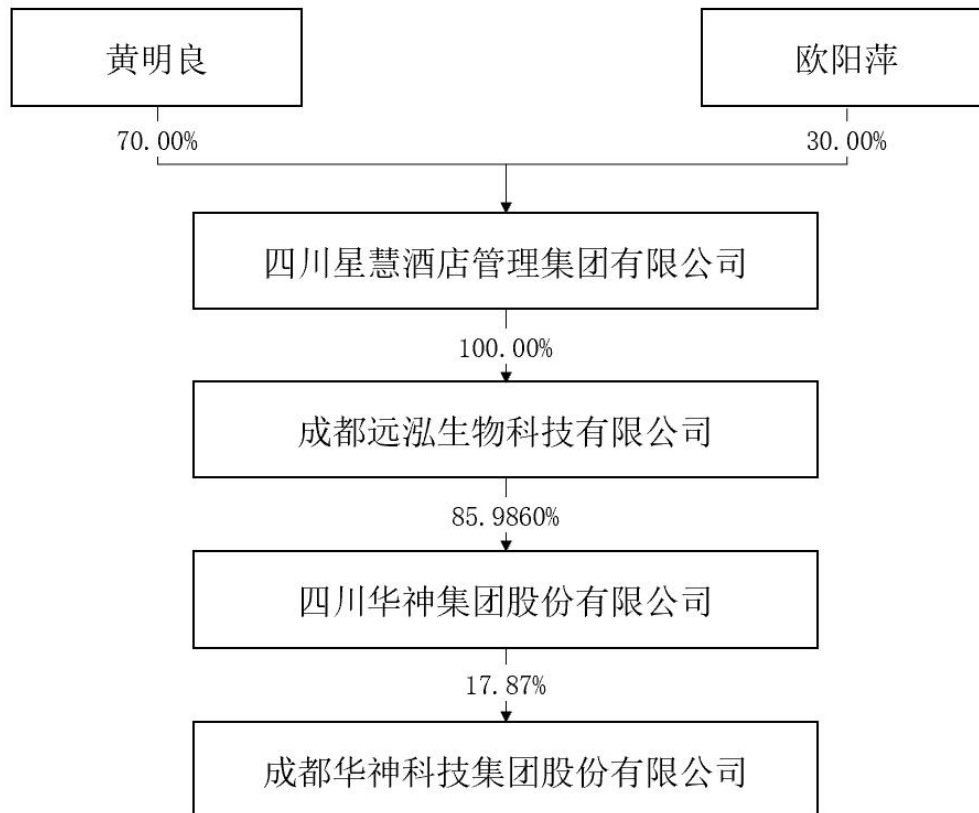 黄明良
欧阳萍
70.00%
30.00%
四川星慧酒店管理集团有限公司
100.00%
成都远泓生物科技有限公司
85.9860%
四川华神集团股份有限公司
17.87%
成都华神科技集团股份有限公司